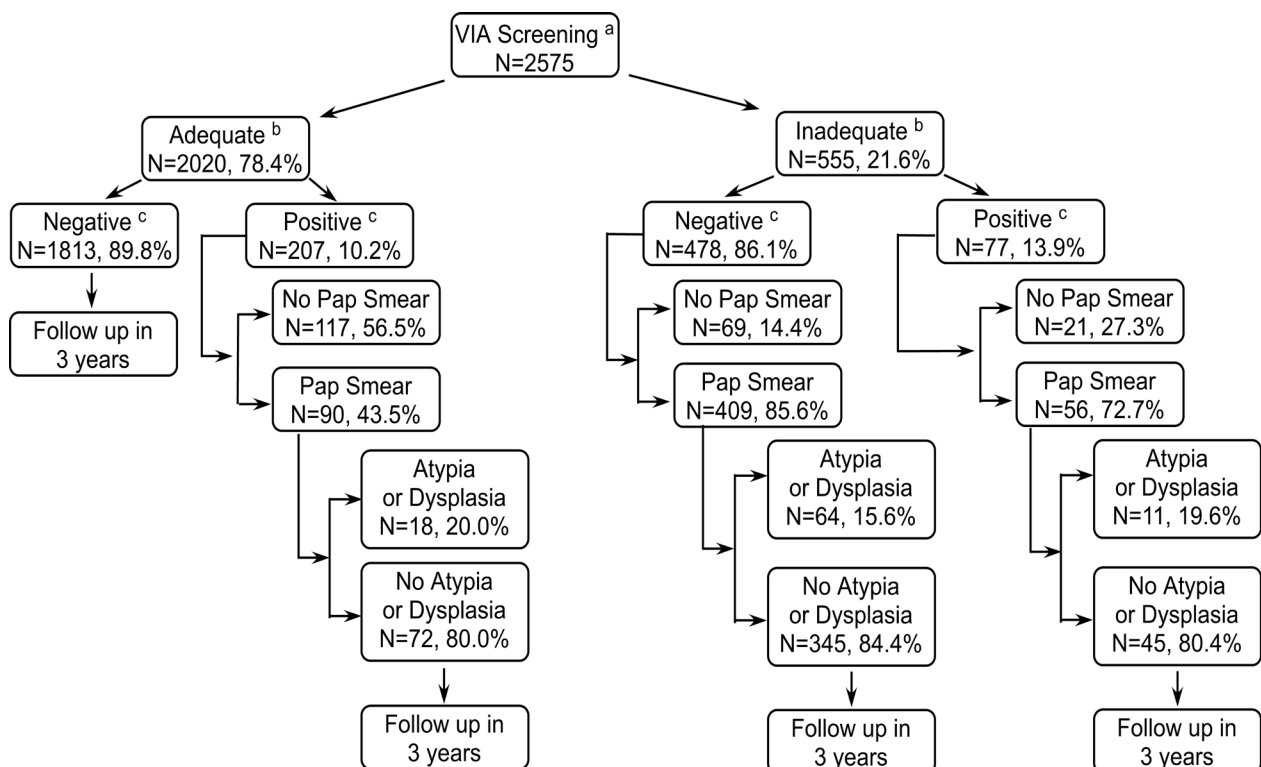 VIA Screening a
N=2575
Adequate b
N=2020, 78.4%
Inadequate b
N=555, 21.6%
Negative c
N=1813, 89.8%
Positive c
N=207, 10.2%
Negative c
N=478, 86.1%
Positive c
N=77, 13.9%
Follow up in
3 years
No Pap Smear
N=117, 56.5%
No Pap Smear
N=69, 14.4%
No Pap Smear
N=21, 27.3%
Pap Smear
N=90, 43.5%
Pap Smear
N=409, 85.6%
Pap Smear
N=56, 72.7%
Atypia
or Dysplasia
N=18, 20.0%
Atypia
or Dysplasia
N=64, 15.6%
Atypia
or Dysplasia
N=11, 19.6%
No Atypia
or Dysplasia
N=72, 80.0%
No Atypia
or Dysplasia
N=345, 84.4%
No Atypia
or Dysplasia
N=45, 80.4%
Follow up in
3 years
Follow up in
3 years
Follow up in
3 years